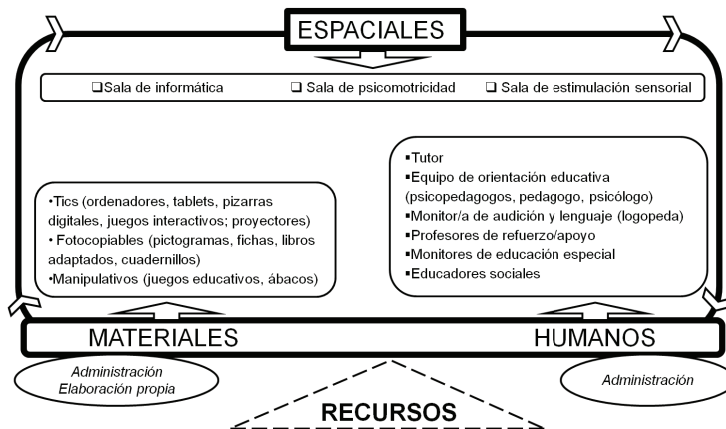 ESPACIALES
❑Sala de informática ❑ Sala de psicomotricidad ❑ Sala de estimulación sensorial
•Tics (ordenadores, tablets, pizarras
digitales, juegos interactivos; proyectores)
• Fotocopiables (pictogramas, fichas, libros
adaptados, cuadernillos)
•Manipulativos (juegos educativos, ábacos)
▪Tutor
▪Equipo de orientación educativa
(psicopedagogos, pedagogo, psicólogo)
▪Monitor/a de audición y lenguaje (logopeda)
▪Profesores de refuerzo/apoyo
▪Monitores de educación especial
▪Educadores sociales
MATERIALES
HUMANOS
Administración
Elaboración propia
Administración
RECURSOS